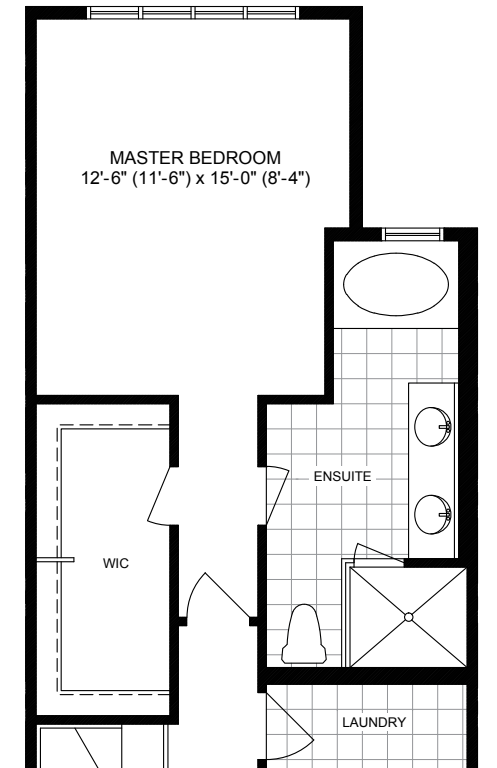 MASTER BEDROOM
12'-6" (11'-6") x 15'-0" (8'-4")
ENSUITE
WIC
LAUNDRY